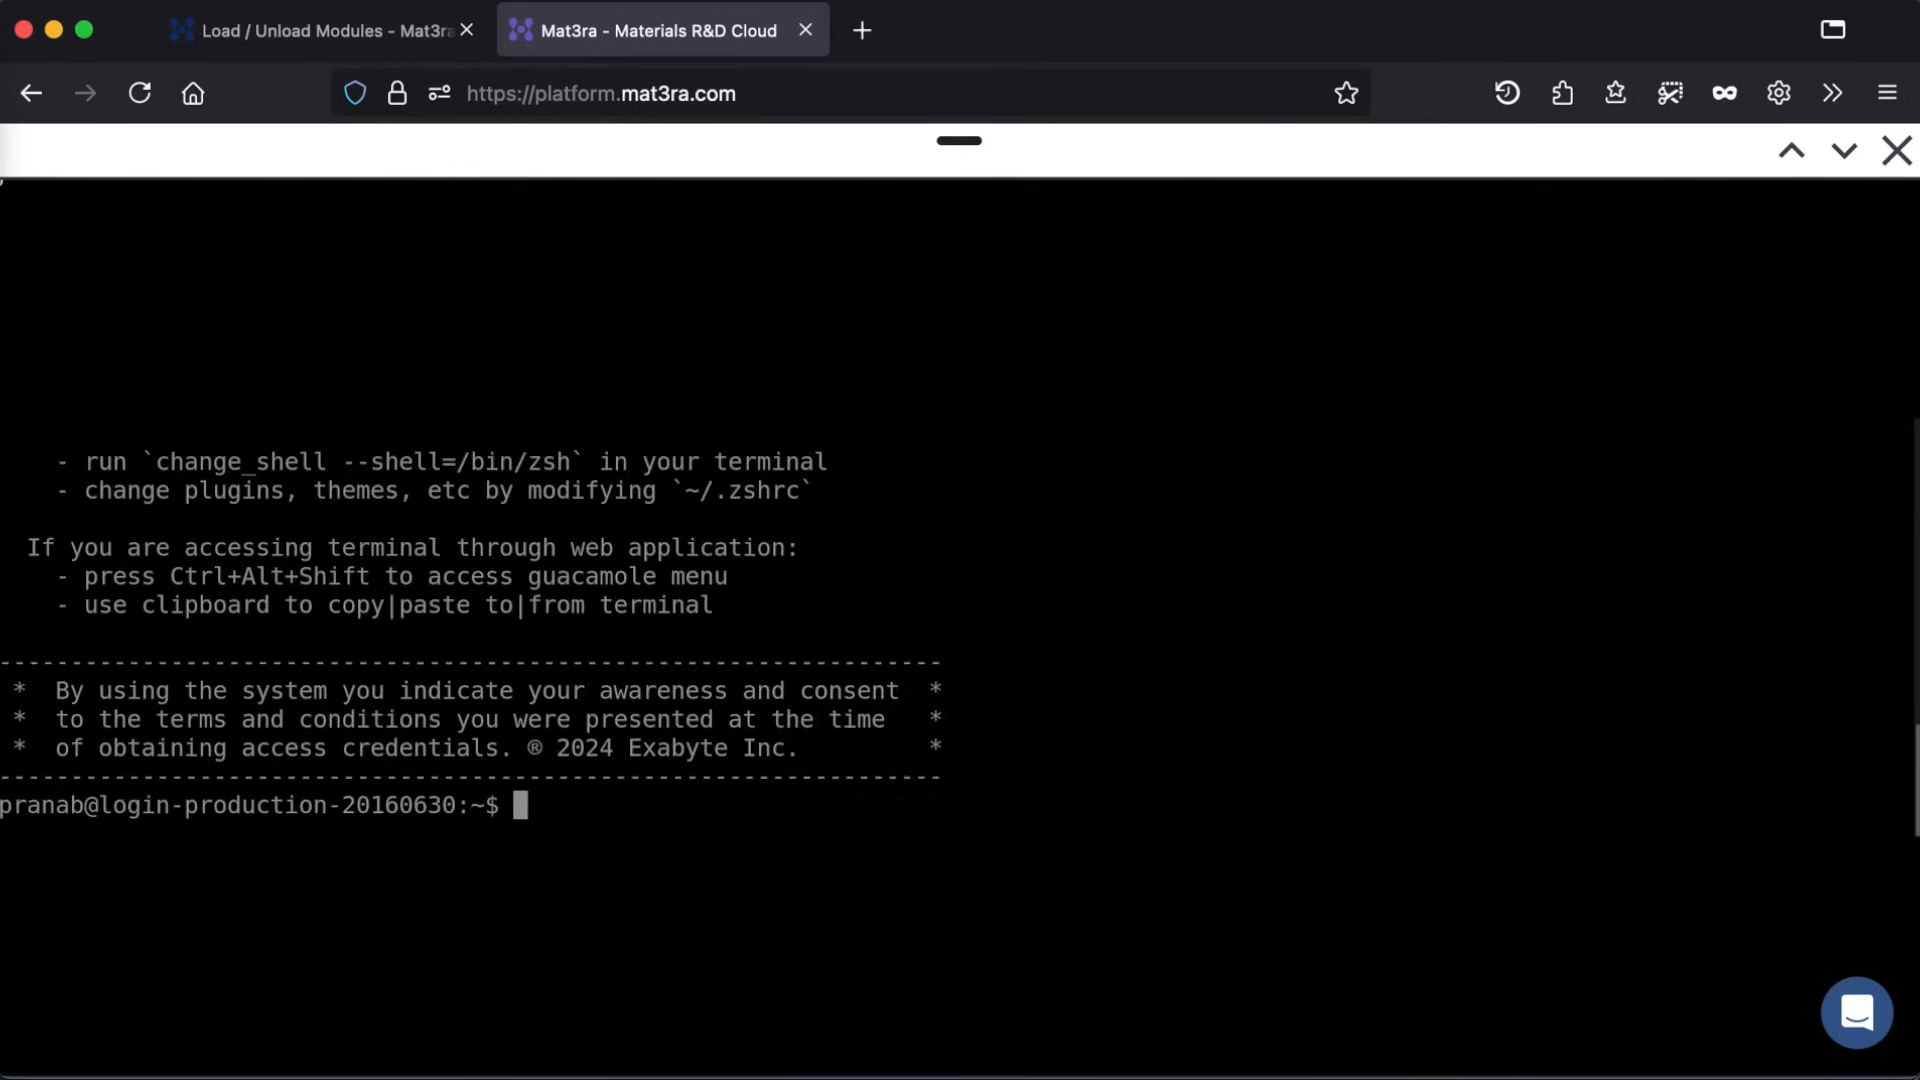 Load / Unload Modules - Mat3ra
Mat3ra - Materials R&D Cloud
https://platform.mat3ra.com
- run `change_shell --shell=/bin/zsh` in your terminal
- change plugins, themes, etc by modifying `~/.zshrc`
If you are accessing terminal through web application:
- press Ctrl+Alt+Shift to access guacamole menu
- use clipboard to copy|paste to|from terminal
------------------------------------------------------------------
* By using the system you indicate your awareness and consent *
* to the terms and conditions you were presented at the time *
* of obtaining access credentials. ® 2024 Exabyte Inc. *
------------------------------------------------------------------
pranab@login-production-20160630:~$